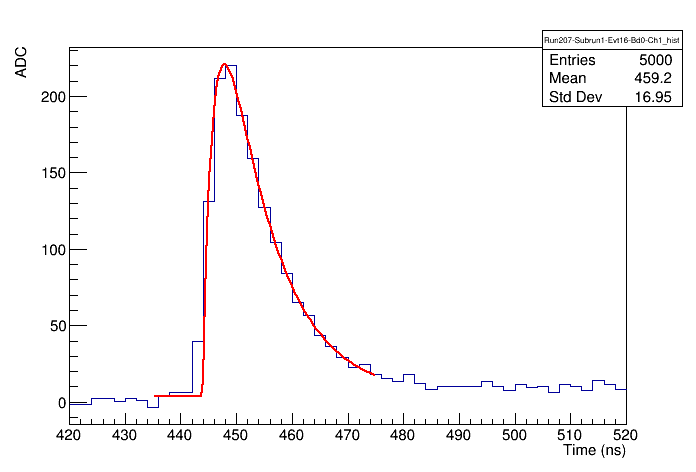 Run207-Subrun1-Evt16-Bd0-Ch1_hist
Entries 5000
Mean 459.2
Std Dev 16.95
ADC
200
150
100
50
0
420 430 440 450 460 470 480 490 500 510 520
Time (ns)